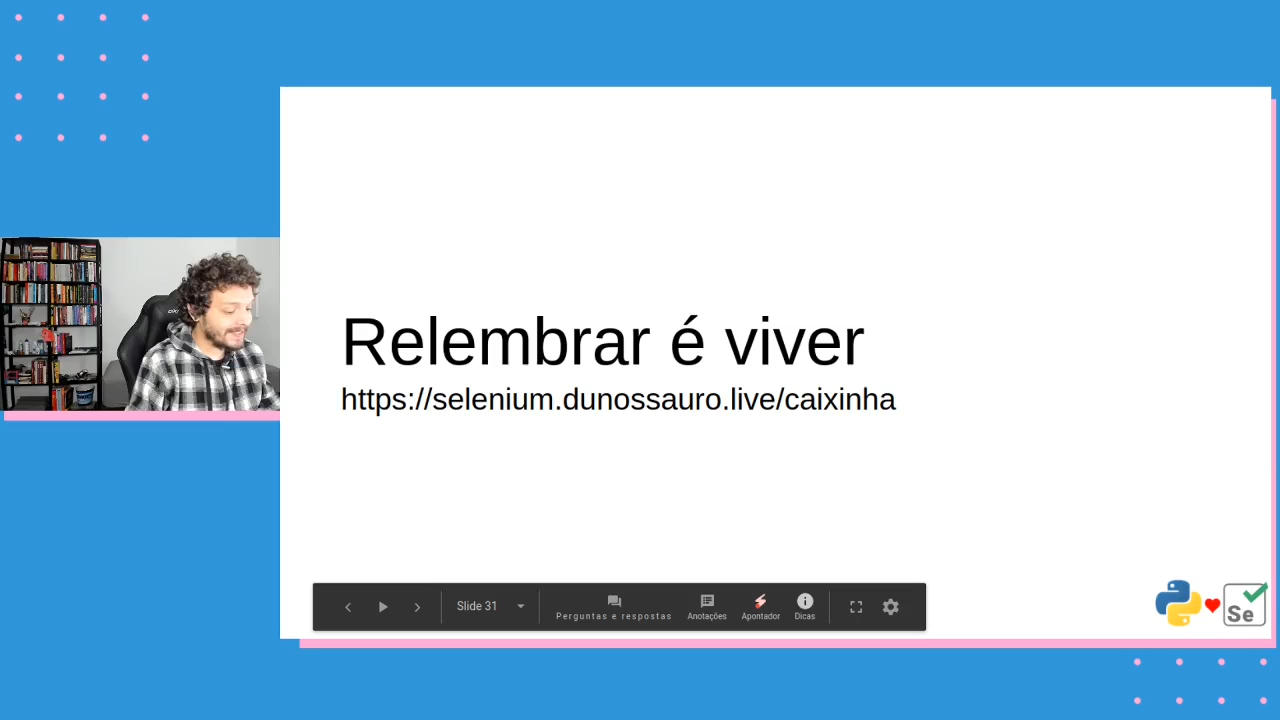 Relembrar é viver
https://selenium.dunossauro.live/caixinha
Slide 31
Perguntas e respostas
Anotações
Apontador
Dicas
Se